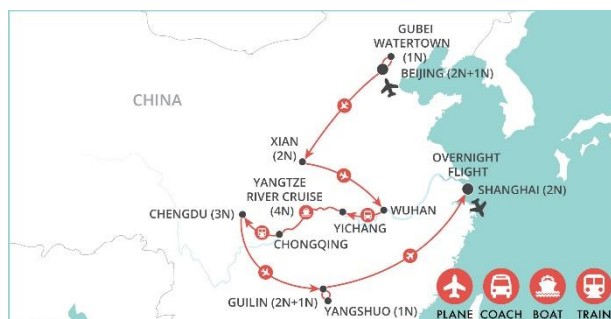 GUBEI
WATERTOWN
(1N)
BEIJING (2N+1N)
CHINA
XIAN
(2N)
OVERNIGHT
FLIGHT
SHANGHAI (2N)
YANGTZE
RIVER CRUISE
(4N)
WUHAN
CHENGDU (3N)
YICHANG
CHONGQING
GUILIN (2N+1N)
YANGSHUO (1N)
PLANE COACH BOAT TRAIN